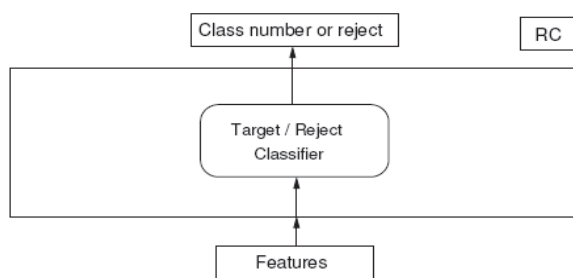 Class number or reject
RC
Target / Reject
Classifier
Features